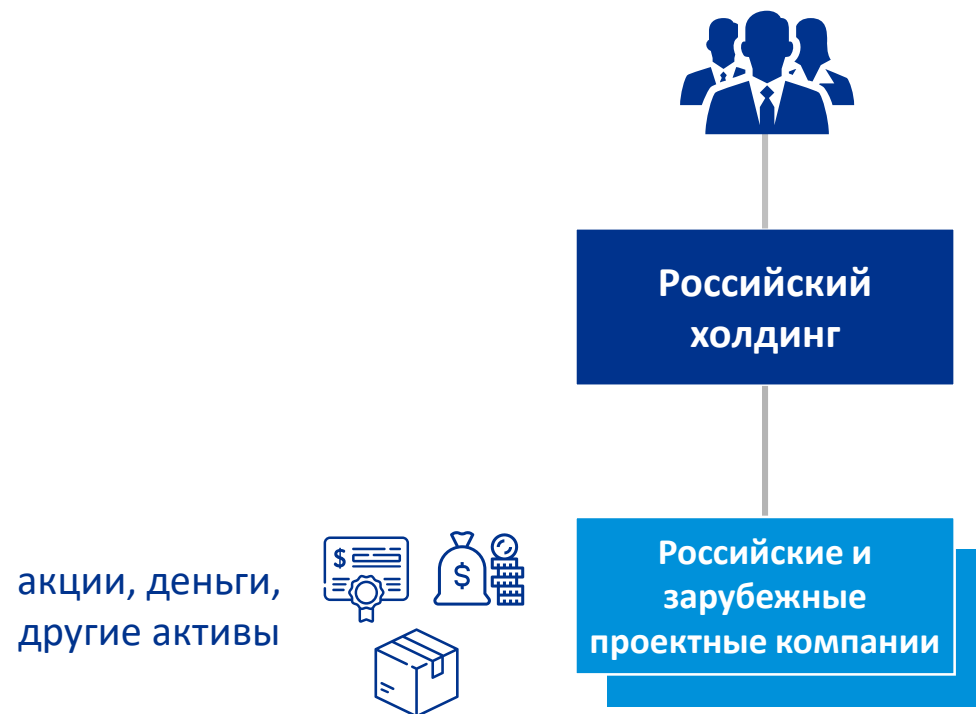 Российский
холдинг
акции, деньги,
другие активы
$
$
Российские и
зарубежные
проектные компании